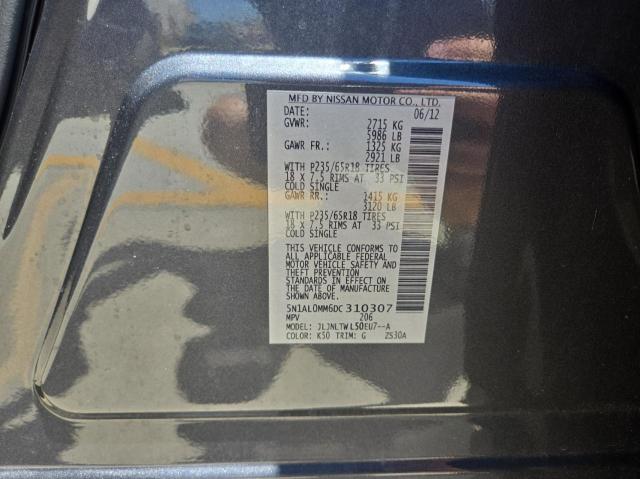 MFD BY NISSAN MOTOR CO., LTD.
DATE: 06/12
GVWR: 2715 KG
5986 LB
GAWR FR.: 1325 KG
2921 LB
WITH P235/65R18 TIRES
18 X 7.5 RIMS AT 33 PSI
COLD SINGLE
GAWR RR.: 1415 KG
3120 LB
WITH P235/65R18 TIRES
18 X 7.5 RIMS AT 33 PSI
COLD SINGLE
THIS VEHICLE CONFORMS TO
ALL APPLICABLE FEDERAL
MOTOR VEHICLE SAFETY AND
THEFT PREVENTION
STANDARDS IN EFFECT ON
THE DATE OF MANUFACTURE
SHOWN ABOVE.
5N1AL0MM6DC310307
MPV 206
MODEL: JLJNLTWL50EU7--A
COLOR: K50 TRIM: G ZS30A